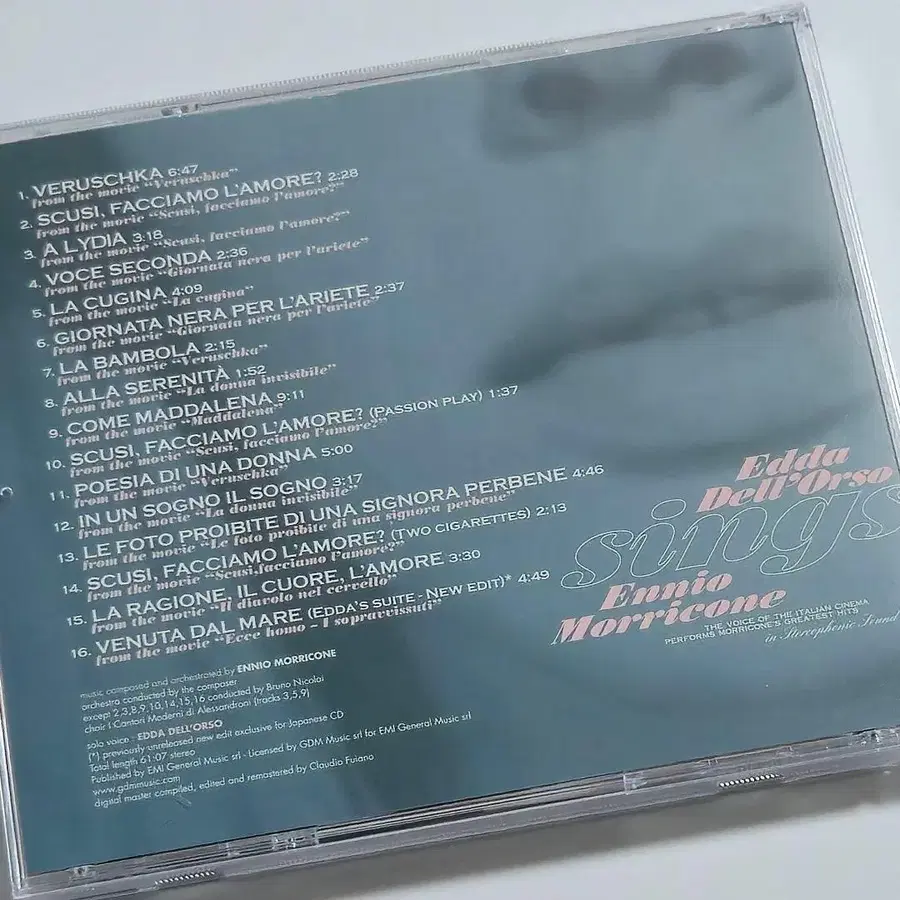 1. VERUSCHKA 6:47
from the movie “Veruschka”
2. SCUSI, FACCIAMO L'AMORE? 2:28
from the movie “Scusi, facciamo l'amore?”
3. A LYDIA 3:18
from the movie “Scusi, facciamo l'amore?”
4. VOCE SECONDA 2:36
from the movie “Giornata nera per l'ariete”
5. LA CUGINA 4:09
from the movie “La cugina”
6. GIORNATA NERA PER L'ARIETE 2:37
from the movie “Giornata nera per l'ariete”
7. LA BAMBOLA 2:15
from the movie “Veruschka”
8. ALLA SERENITÀ 1:52
from the movie “La donna invisibile”
9. COME MADDALENA 9:11
from the movie “Maddalena”
10. SCUSI, FACCIAMO L'AMORE? (PASSION PLAY) 1:37
from the movie “Scusi, facciamo l'amore?”
11. POESIA DI UNA DONNA 5:00
from the movie “Veruschka”
12. IN UN SOGNO IL SOGNO 3:17
from the movie “La donna invisibile”
13. LE FOTO PROIBITE DI UNA SIGNORA PERBENE 4:46
from the movie “Le foto proibite di una signora perbene”
14. SCUSI, FACCIAMO L'AMORE? (TWO CIGARETTES) 2:13
from the movie “Scusi,facciamo l'amore?”
15. LA RAGIONE, IL CUORE, L'AMORE 3:30
from the movie “Il diavolo nel cervello”
16. VENUTA DAL MARE (EDDA'S SUITE - NEW EDIT)* 4:49
from the movie “Ecce homo - I sopravvissuti”
music composed and orchestrated by ENNIO MORRICONE
orchestra conducted by the composer
except 2,3,8,9,10,14,15,16 conducted by Bruno Nicolai
choir I Cantori Moderni di Alessandroni (tracks 3,5,9)
solo voice : EDDA DELL'ORSO
(*) previously unreleased new edit exclusive for Japanese CD
Total length 61:07 stereo
Published by EMI General Music srl - Licensed by GDM Music srl for EMI General Music srl
www.gdmmusic.com
digital master compiled, edited and remastered by Claudio Fuiano
Edda
Dell'Orso
sings
Ennio
Morricone
THE VOICE OF THE ITALIAN CINEMA
PERFORMS MORRICONE'S GREATEST HITS
in Stereophonic Sound